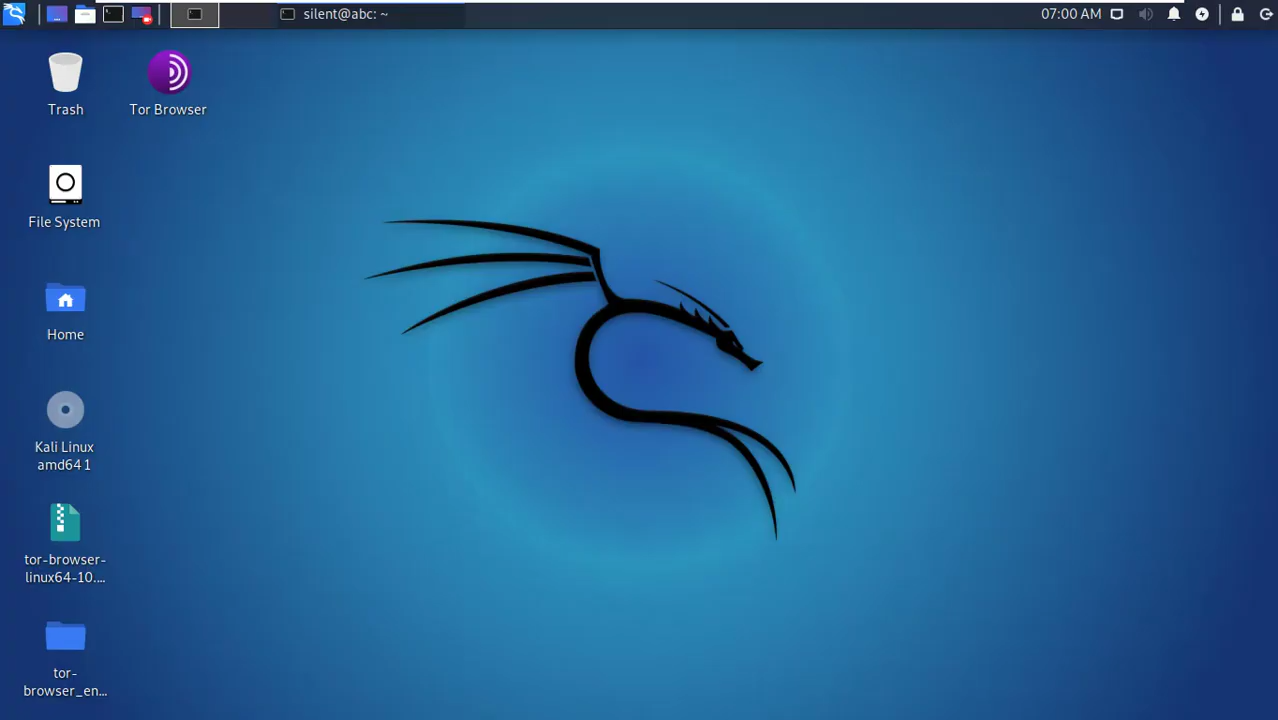 silent@abc: ~
07:00 AM
Trash
Tor Browser
File System
Home
Kali Linux
amd64 1
tor-browser-
linux64-10....
tor-
browser_en...